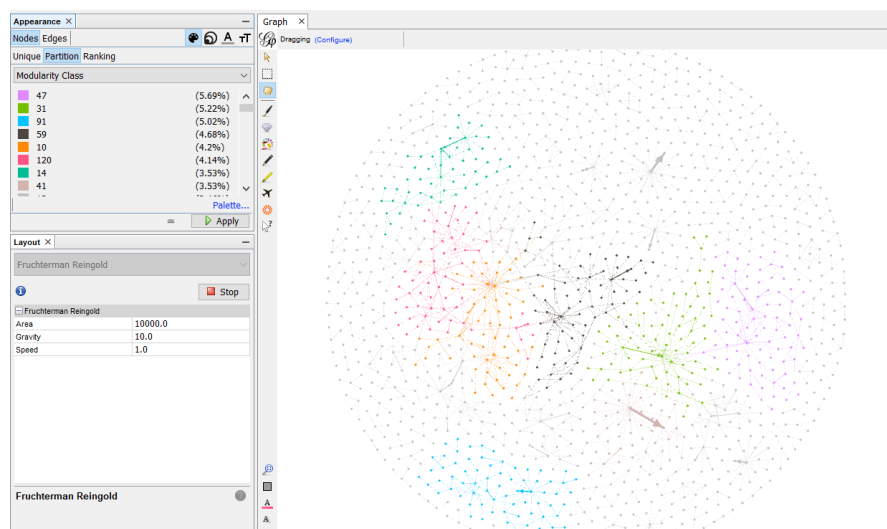 Appearance ×
Nodes Edges
Unique Partition Ranking
Modularity Class
47 (5.69%)
31 (5.22%)
91 (5.02%)
59 (4.68%)
10 (4.2%)
120 (4.14%)
14 (3.53%)
41 (3.53%)
Palette...
Apply
Layout ×
Fruchterman Reingold
Stop
Fruchterman Reingold
Area 10000.0
Gravity 10.0
Speed 1.0
Fruchterman Reingold
Graph ×
Dragging (Configure)